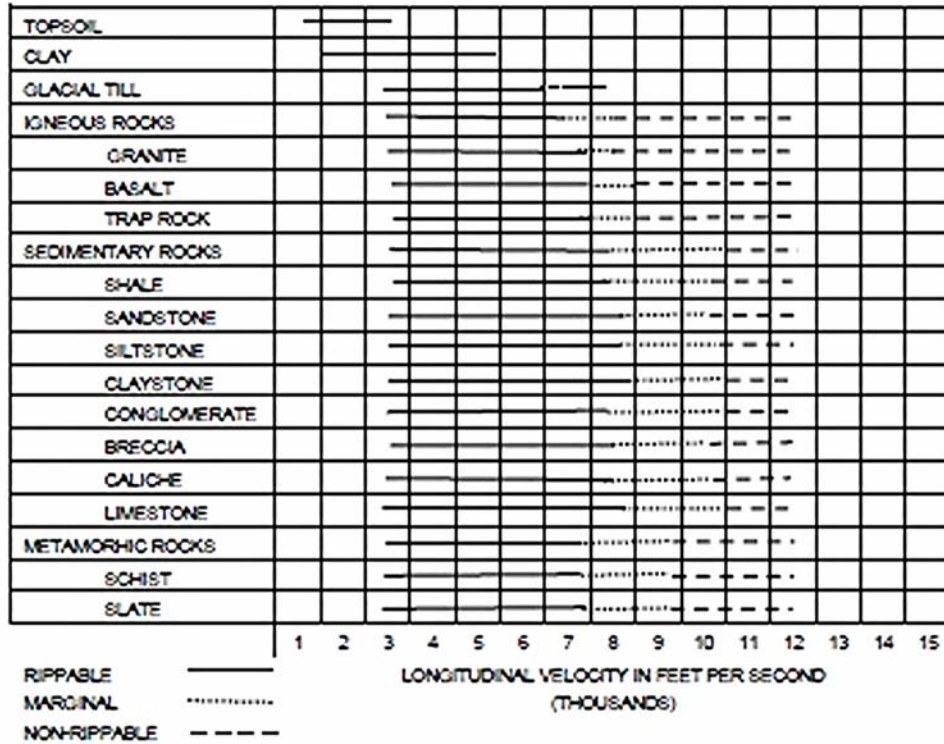 TOPSOIL
CLAY
GLACIAL TILL
IGNEOUS ROCKS
GRANITE
BASALT
TRAP ROCK
SEDIMENTARY ROCKS
SHALE
SANDSTONE
SILTSTONE
CLAYSTONE
CONGLOMERATE
BRECCIA
CALICHE
LIMESTONE
METAMORHIC ROCKS
SCHIST
SLATE
1 2 3 4 5 6 7 8 9 10 11 12 13 14 15
RIPPABLE LONGITUDINAL VELOCITY IN FEET PER SECOND
MARGINAL (THOUSANDS)
NON-RIPPABLE